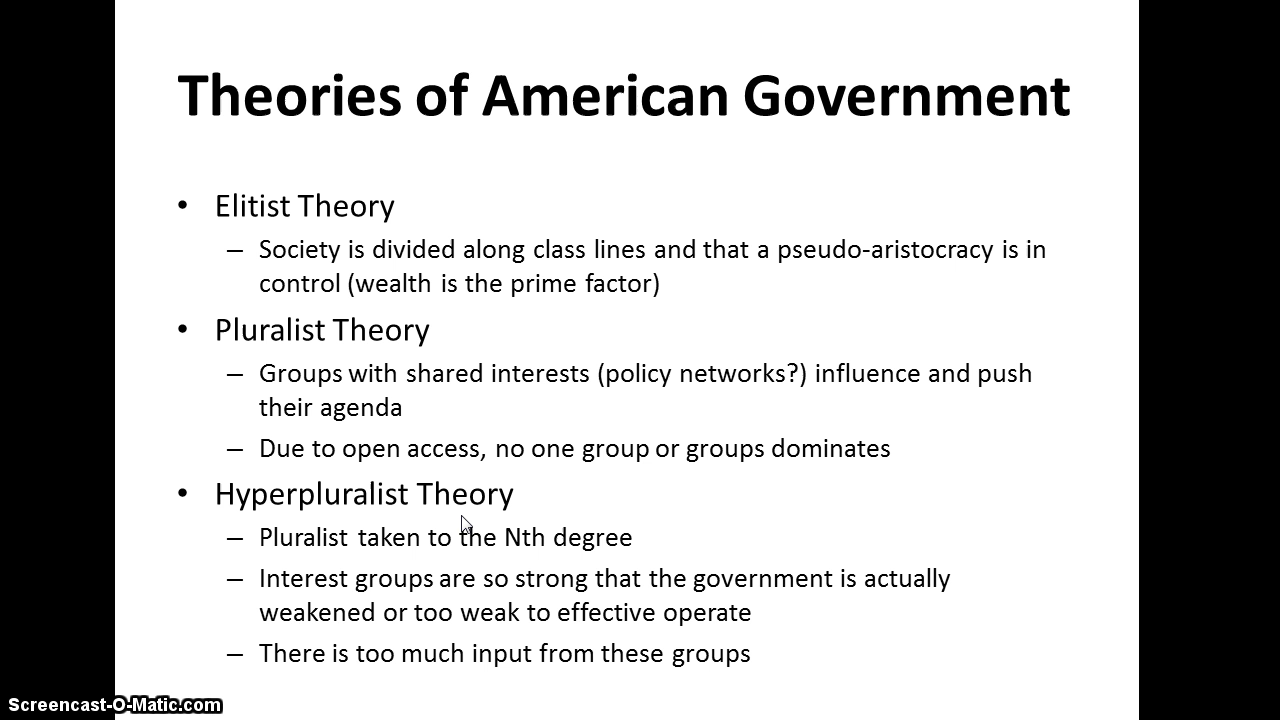 Theories of American Government
• Elitist Theory
– Society is divided along class lines and that a pseudo-aristocracy is in
control (wealth is the prime factor)
• Pluralist Theory
– Groups with shared interests (policy networks?) influence and push
their agenda
– Due to open access, no one group or groups dominates
• Hyperpluralist Theory
– Pluralist taken to the Nth degree
– Interest groups are so strong that the government is actually
weakened or too weak to effective operate
– There is too much input from these groups
Screencast-O-Matic.com